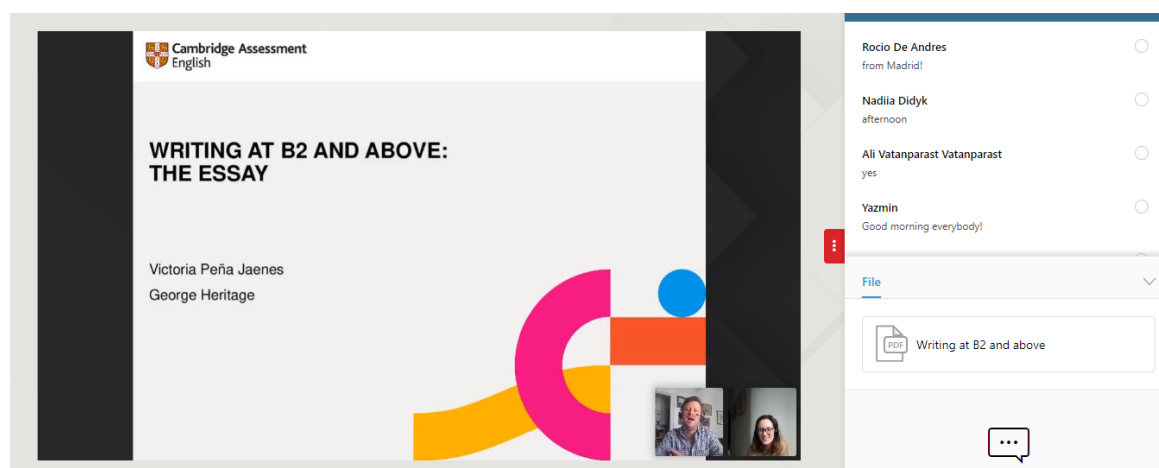 Cambridge Assessment
English
WRITING AT B2 AND ABOVE:
THE ESSAY
Victoria Peña Jaenes
George Heritage
Rocio De Andres
from Madrid!
Nadiia Didyk
afternoon
Ali Vatanparast Vatanparast
yes
Yazmin
Good morning everybody!
File
PDF
Writing at B2 and above